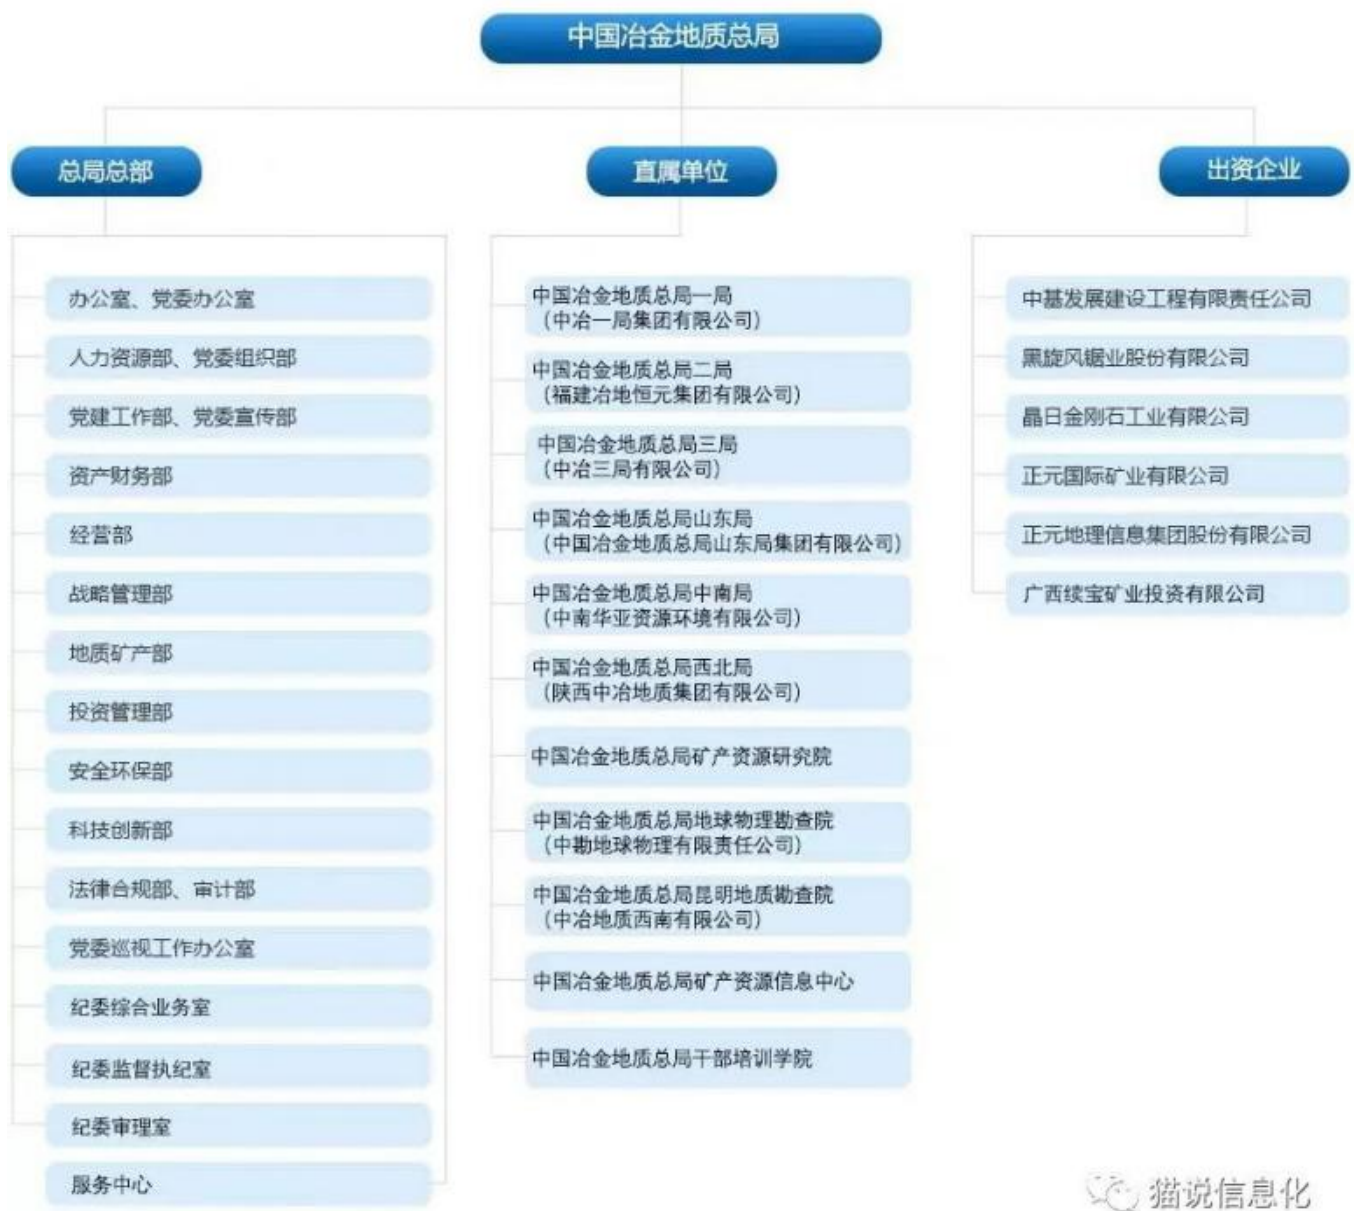 中国冶金地质总局
总局总部
直属单位
出资企业
办公室、党委办公室
人力资源部、党委组织部
党建工作部、党委宣传部
资产财务部
经营部
战略管理部
地质矿产部
投资管理部
安全环保部
科技创新部
法律合规部、审计部
党委巡视工作办公室
纪委综合业务室
纪委监督执纪室
纪委审理室
服务中心
中国冶金地质总局一局
(中冶一局集团有限公司)
中国冶金地质总局二局
(福建冶地恒元集团有限公司)
中国冶金地质总局三局
(中冶三局有限公司)
中国冶金地质总局山东局
(中国冶金地质总局山东局集团有限公司)
中国冶金地质总局中南局
(中南华亚资源环境有限公司)
中国冶金地质总局西北局
(陕西中冶地质集团有限公司)
中国冶金地质总局矿产资源研究院
中国冶金地质总局地球物理勘查院
(中勘地球物理有限责任公司)
中国冶金地质总局昆明地质勘查院
(中冶地质西南有限公司)
中国冶金地质总局矿产资源信息中心
中国冶金地质总局干部培训学院
中基发展建设工程有限责任公司
黑旋风锯业股份有限公司
晶日金刚石工业有限公司
正元国际矿业有限公司
正元地理信息集团股份有限公司
广西续宝矿业投资有限公司
猫说信息化